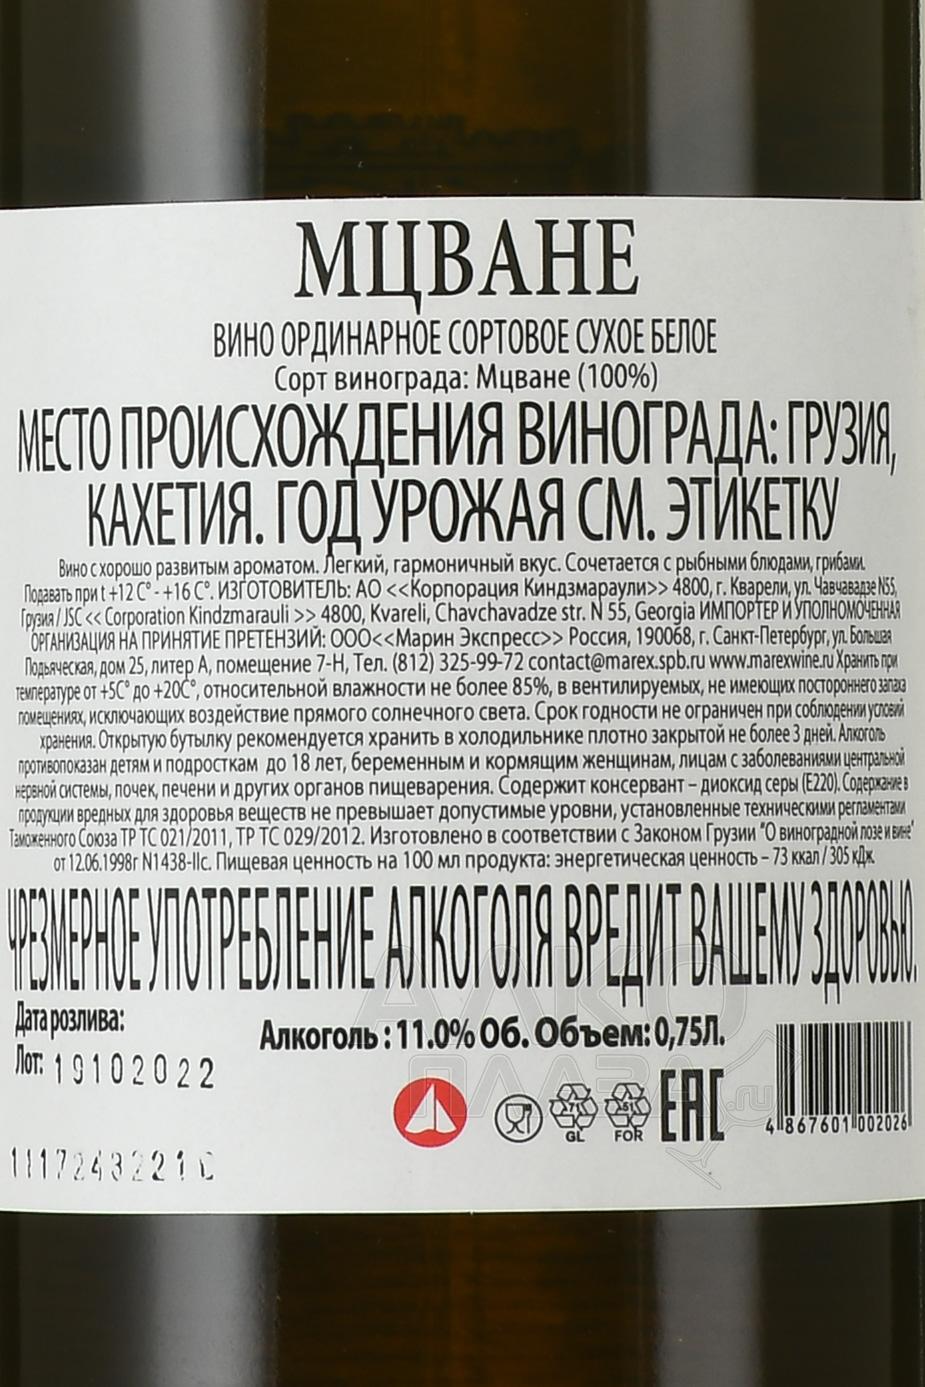 МЦВАНЕ
ВИНО ОРДИНАРНОЕ СОРТОВОЕ СУХОЕ БЕЛОЕ
Сорт винограда: Мцване (100%)
МЕСТО ПРОИСХОЖДЕНИЯ ВИНОГРАДА: ГРУЗИЯ,
КАХЕТИЯ. ГОД УРОЖАЯ СМ. ЭТИКЕТКУ
Вино с хорошо развитым ароматом. Легкий, гармоничный вкус. Сочетается с рыбными блюдами, грибами.
Подавать при t +12 C° - +16 C°. ИЗГОТОВИТЕЛЬ: АО <<Корпорация Киндзмараули>> 4800, г. Кварели, ул. Чавчавадзе N55,
Грузия / JSC << Corporation Kindzmarauli >> 4800, Kvareli, Chavchavadze str. N 55, Georgia ИМПОРТЕР И УПОЛНОМОЧЕННАЯ
ОРГАНИЗАЦИЯ НА ПРИНЯТИЕ ПРЕТЕНЗИЙ: ООО<<Марин Экспресс>> Россия, 190068, г. Санкт-Петербург, ул. Большая
Подьяческая, дом 25, литер А, помещение 7-Н, Тел. (812) 325-99-72 contact@marex.spb.ru www.marexwine.ru Хранить при
температуре от +5C° до +20C°, относительной влажности не более 85%, в вентилируемых, не имеющих постороннего запаха
помещениях, исключающих воздействие прямого солнечного света. Срок годности не ограничен при соблюдении условий
хранения. Открытую бутылку рекомендуется хранить в холодильнике плотно закрытой не более 3 дней. Алкоголь
противопоказан детям и подросткам до 18 лет, беременным и кормящим женщинам, лицам с заболеваниями центральной
нервной системы, почек, печени и других органов пищеварения. Содержит консервант – диоксид серы (Е220). Содержание в
продукции вредных для здоровья веществ не превышает допустимые уровни, установленные техническими регламентами
Таможенного Союза ТР ТС 021/2011, ТР ТС 029/2012. Изготовлено в соответствии с Законом Грузии "О виноградной лозе и вине"
от 12.06.1998г N1438-IIс. Пищевая ценность на 100 мл продукта: энергетическая ценность – 73 ккал / 305 кДж.
ЧРЕЗМЕРНОЕ УПОТРЕБЛЕНИЕ АЛКОГОЛЯ ВРЕДИТ ВАШЕМУ ЗДОРОВЬЮ.
Дата розлива:
Алкоголь : 11.0% Об. Объем: 0,75Л.
Лот: 19102022
71 GL
51 FOR
EAC
4 867601 002026
АЛКО
ПЛАЗА.ru